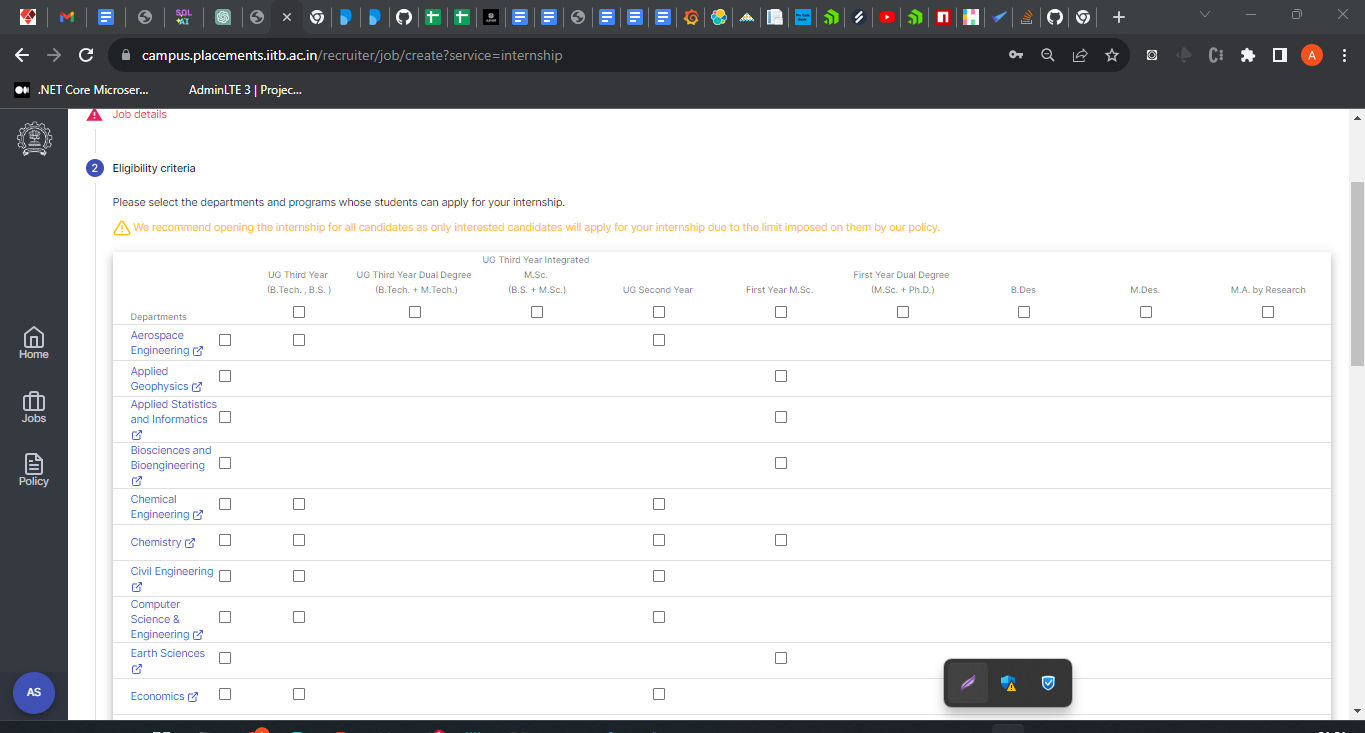 SQL
+AI
campus.placements.iitb.ac.in/recruiter/job/create?service=internship
A
.NET Core Microser...
AdminLTE 3 | Projec...
Job details
2 Eligibility criteria
Please select the departments and programs whose students can apply for your internship.
We recommend opening the internship for all candidates as only interested candidates will apply for your internship due to the limit imposed on them by our policy.
Departments
UG Third Year
(B.Tech. , B.S. )
UG Third Year Dual Degree
(B.Tech. + M.Tech.)
UG Third Year Integrated
M.Sc.
(B.S. + M.Sc.)
UG Second Year
First Year M.Sc.
First Year Dual Degree
(M.Sc. + Ph.D.)
B.Des
M.Des.
M.A. by Research
Aerospace
Engineering
Applied
Geophysics
Applied Statistics
and Informatics
Biosciences and
Bioengineering
Chemical
Engineering
Chemistry
Civil Engineering
Computer
Science &
Engineering
Earth Sciences
Economics
Home
Jobs
Policy
AS